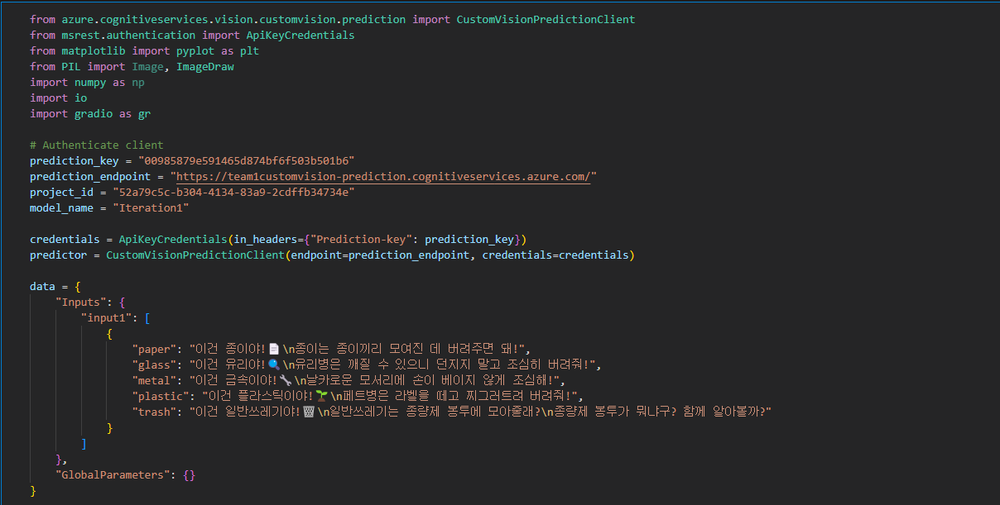 from azure.cognitiveservices.vision.customvision.prediction import CustomVisionPredictionClient
from msrest.authentication import ApiKeyCredentials
from matplotlib import pyplot as plt
from PIL import Image, ImageDraw
import numpy as np
import io
import gradio as gr

# Authenticate client
prediction_key = "00985879e591465d874bf6f503b501b6"
prediction_endpoint = "https://team1customvision-prediction.cognitiveservices.azure.com/"
project_id = "52a79c5c-b304-4134-83a9-2cdffb34734e"
model_name = "Iteration1"

credentials = ApiKeyCredentials(in_headers={"Prediction-key": prediction_key})
predictor = CustomVisionPredictionClient(endpoint=prediction_endpoint, credentials=credentials)

data = {
    "Inputs": {
        "input1": [
            {
                "paper": "이건 종이야!📄\n종이는 종이끼리 모여진 데 버려주면 돼!",
                "glass": "이건 유리야!🔍\n유리병은 깨질 수 있으니 던지지 말고 조심히 버려줘!",
                "metal": "이건 금속이야!🔧\n날카로운 모서리에 손이 베이지 않게 조심해!",
                "plastic": "이건 플라스틱이야!🌱\n페트병은 라벨을 떼고 찌그러트려 버려줘!",
                "trash": "이건 일반쓰레기야!🗑️\n일반쓰레기는 종량제 봉투에 모아줄래?\n종량제 봉투가 뭐냐구? 함께 알아볼까?"
            }
        ]
    },
    "GlobalParameters": {}
}